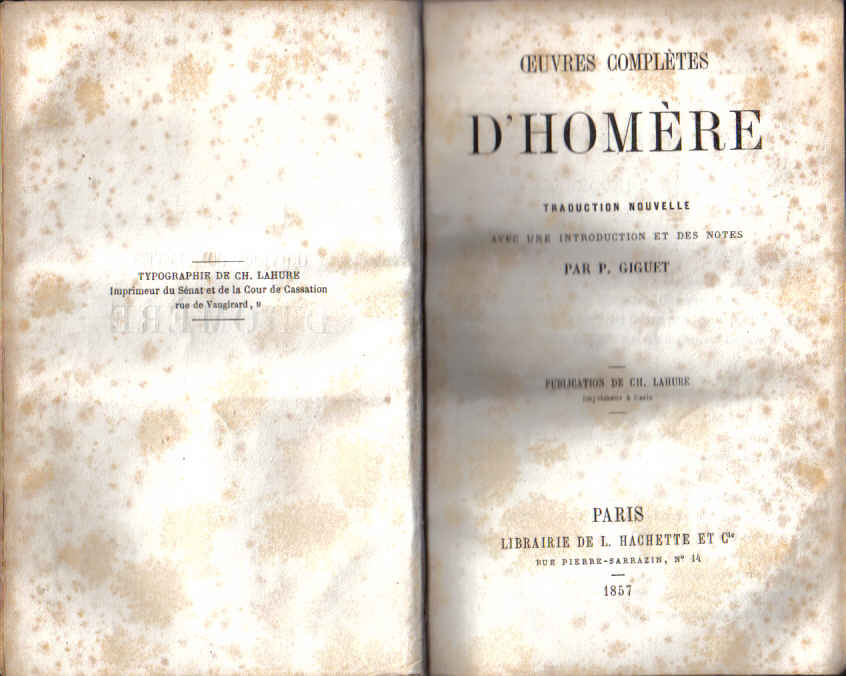 TYPOGRAPHIE DE CH. LAHURE
Imprimeur du Sénat et de la Cour de Cassation
rue de Vaugirard, 9
ŒUVRES COMPLÈTES
D'HOMÈRE
TRADUCTION NOUVELLE
AVEC UNE INTRODUCTION ET DES NOTES
PAR P. GIGUET
PUBLICATION DE CH. LAHURE
Imprimeur à Paris
PARIS
LIBRAIRIE DE L. HACHETTE ET Cie
RUE PIERRE-SARRAZIN, N° 14
1857